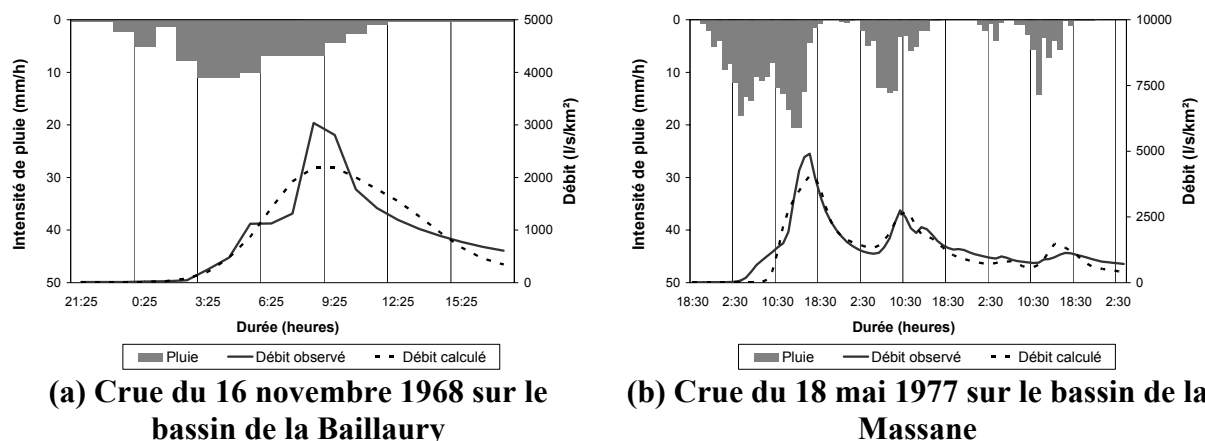 0
10
20
30
40
50
Intensité de pluie (mm/h)
5000
4000
3000
2000
1000
0
Débit (l/s/km²)
21:25 0:25 3:25 6:25 9:25 12:25 15:25
Durée (heures)
Pluie Débit observé Débit calculé
(a) Crue du 16 novembre 1968 sur le
bassin de la Baillaury
0
10
20
30
40
50
Intensité de pluie (mm/h)
10000
7500
5000
2500
0
Débit (l/s/km²)
18:30 2:30 10:30 18:30 2:30 10:30 18:30 2:30 10:30 18:30 2:30
Durée (heures)
Pluie Débit observé Débit calculé
(b) Crue du 18 mai 1977 sur le bassin de la
Massane